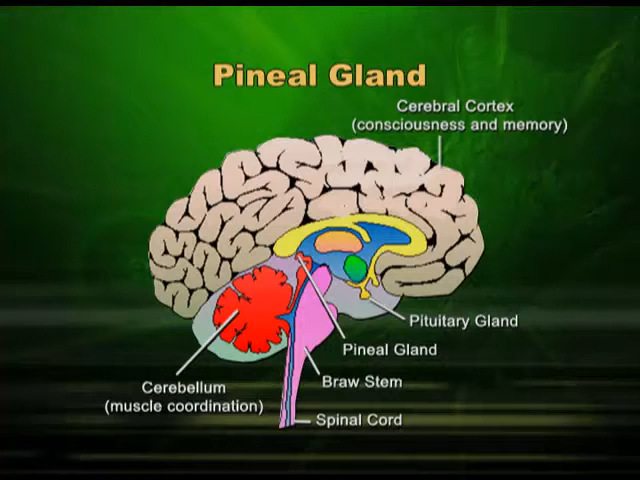 Pineal Gland
Cerebral Cortex
(consciousness and memory)
Pituitary Gland
Pineal Gland
Braw Stem
Cerebellum
(muscle coordination)
Spinal Cord